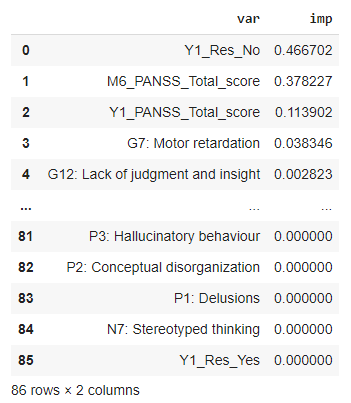 var imp
0 Y1_Res_No 0.466702
1 M6_PANSS_Total_score 0.378227
2 Y1_PANSS_Total_score 0.113902
3 G7: Motor retardation 0.038346
4 G12: Lack of judgment and insight 0.002823
... ... ...
81 P3: Hallucinatory behaviour 0.000000
82 P2: Conceptual disorganization 0.000000
83 P1: Delusions 0.000000
84 N7: Stereotyped thinking 0.000000
85 Y1_Res_Yes 0.000000
86 rows × 2 columns